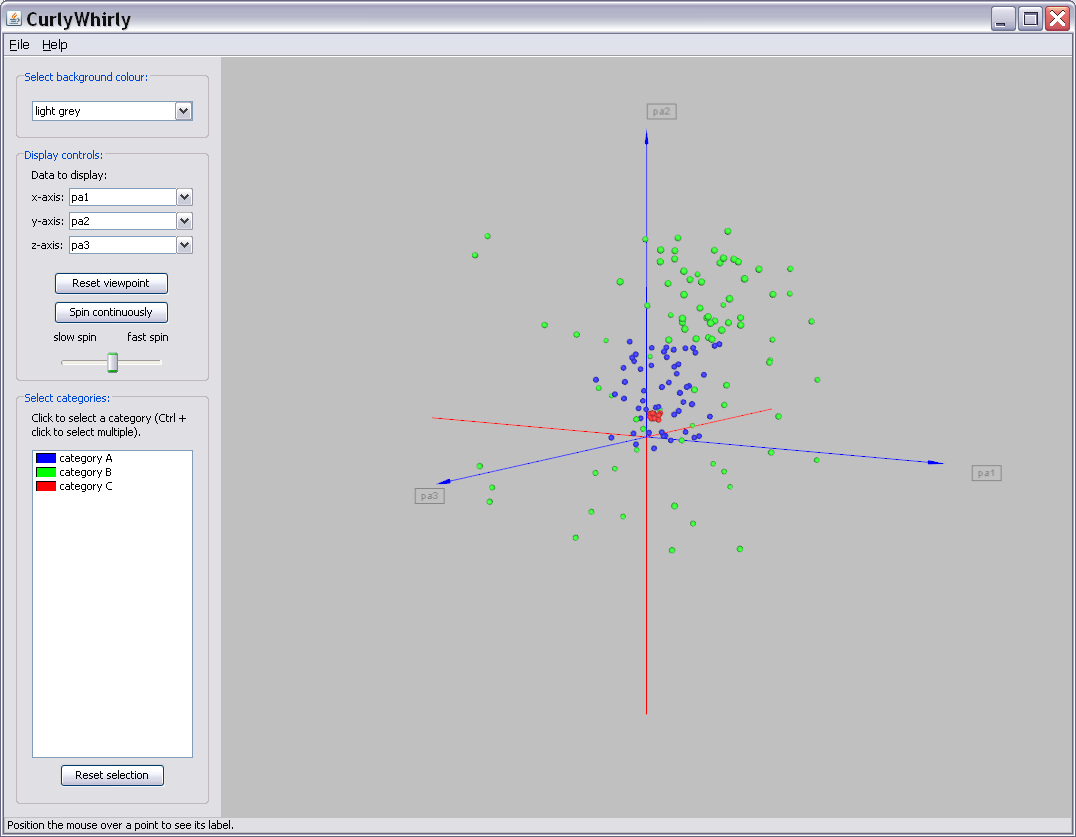 CurlyWhirly
File Help
Select background colour:
light grey
Display controls:
Data to display:
x-axis: pa1
y-axis: pa2
z-axis: pa3
Reset viewpoint
Spin continuously
slow spin fast spin
Select categories:
Click to select a category (Ctrl +
click to select multiple).
category A
category B
category C
Reset selection
pa2
pa1
pa3
Position the mouse over a point to see its label.